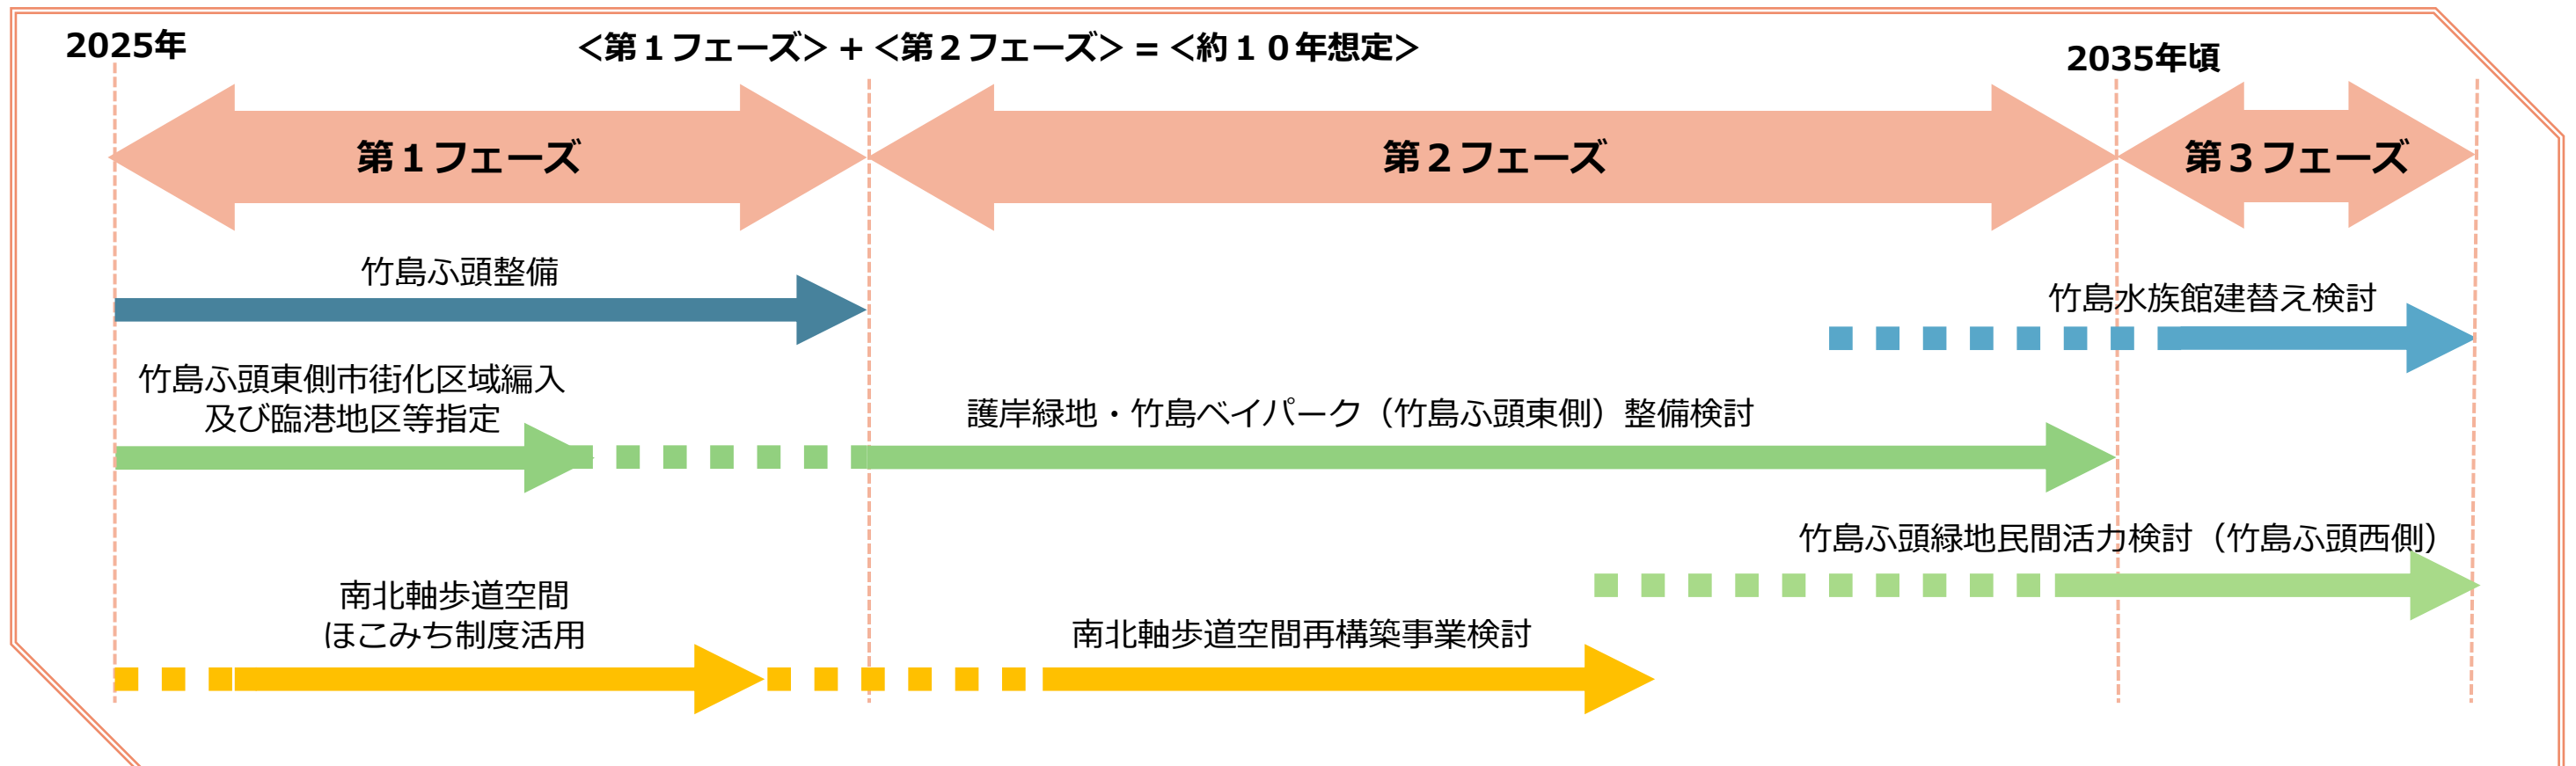 2025年
＜第１フェーズ＞＋＜第２フェーズ＞＝＜約１０年想定＞
2035年頃
第１フェーズ
第２フェーズ
第３フェーズ
竹島ふ頭整備
竹島水族館建替え検討
竹島ふ頭東側市街化区域編入
及び臨港地区等指定
護岸緑地・竹島ベイパーク（竹島ふ頭東側）整備検討
竹島ふ頭緑地民間活力検討（竹島ふ頭西側）
南北軸歩道空間
ほこみち制度活用
南北軸歩道空間再構築事業検討